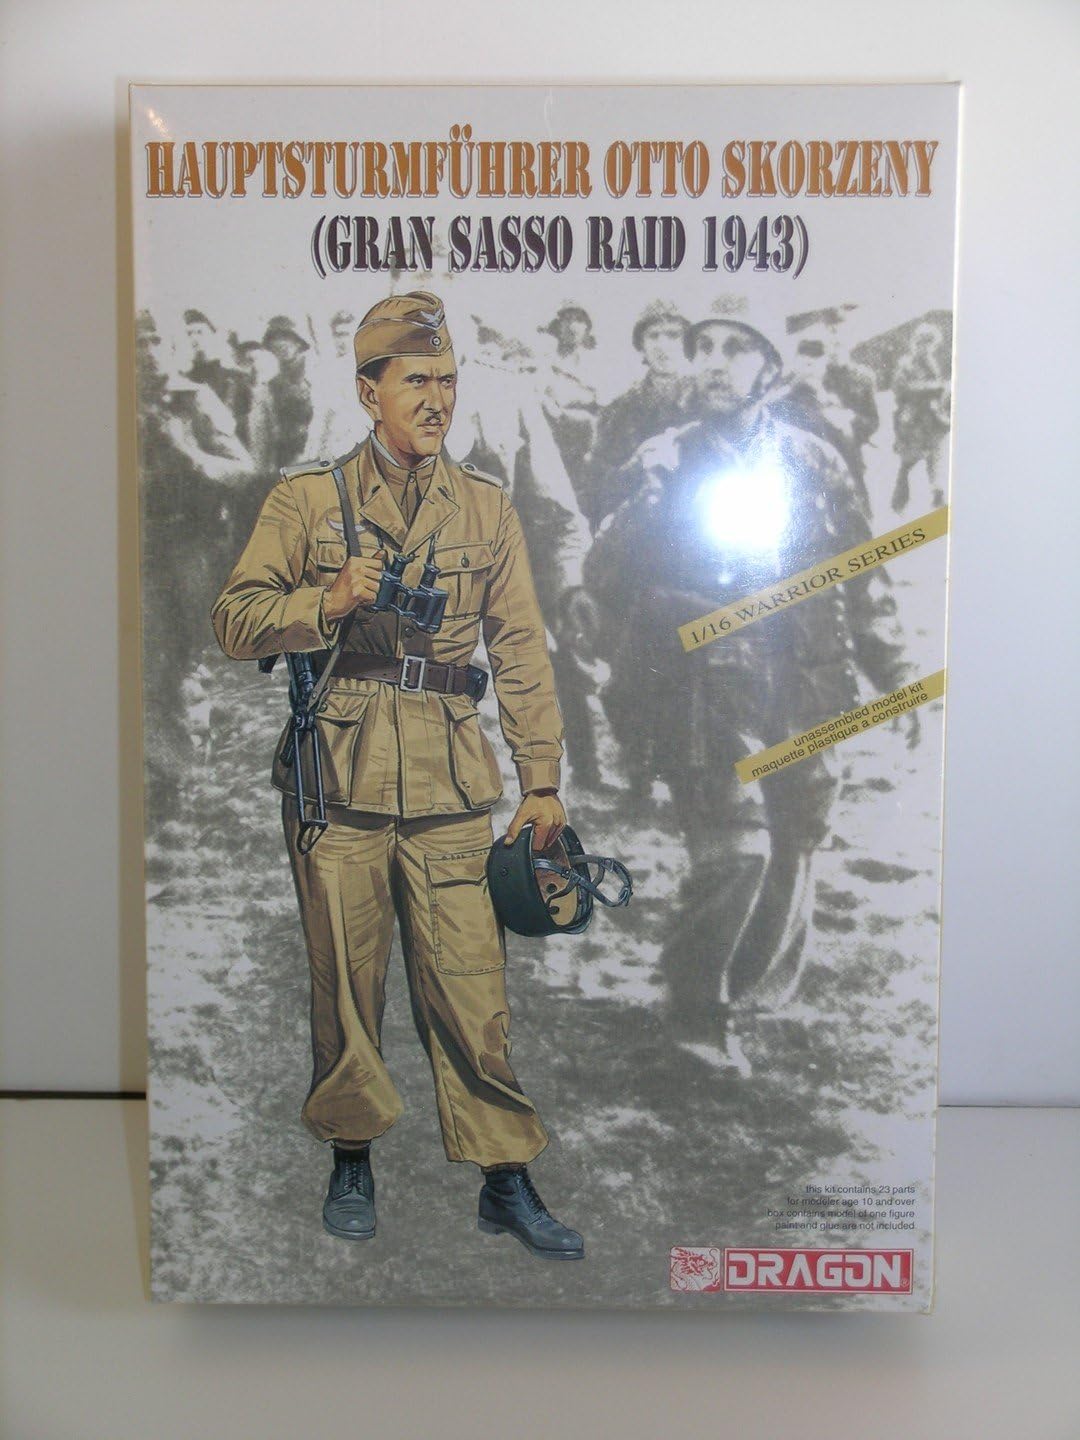 HAUPTSTURMFÜHRER OTTO SKORZENY
(GRAN SASSO RAID 1943)
1/16 WARRIOR SERIES
unassembled model kit
maquette plastique a construire
this kit contains 23 parts
for modeler age 10 and over
box contains model of one figure
paint and glue are not included
DRAGON®